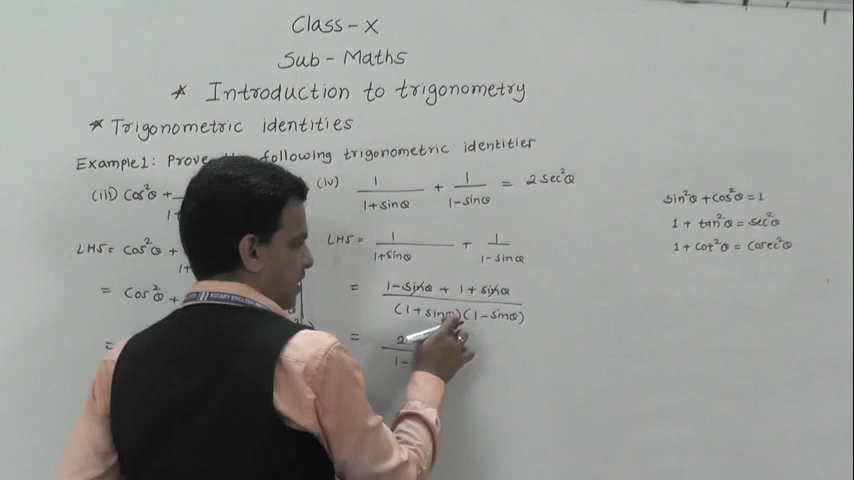 Class-X
Sub-Maths
* Introduction to trigonometry
* Trigonometric identities
Example1: Prove following trigonometric identities
(iii) Cos²θ +
LHS = Cos²θ +
= Cos²θ +
=
(iv) 1/1+sinθ + 1/1-sinθ = 2sec²θ
LHS = 1/1+sinθ + 1/1-sinθ
= 1-sinθ + 1+sinθ/(1+sinθ)(1-sinθ)
= 2/1-
sin²θ + cos²θ = 1
1 + tan²θ = sec²θ
1 + cot²θ = cosec²θ